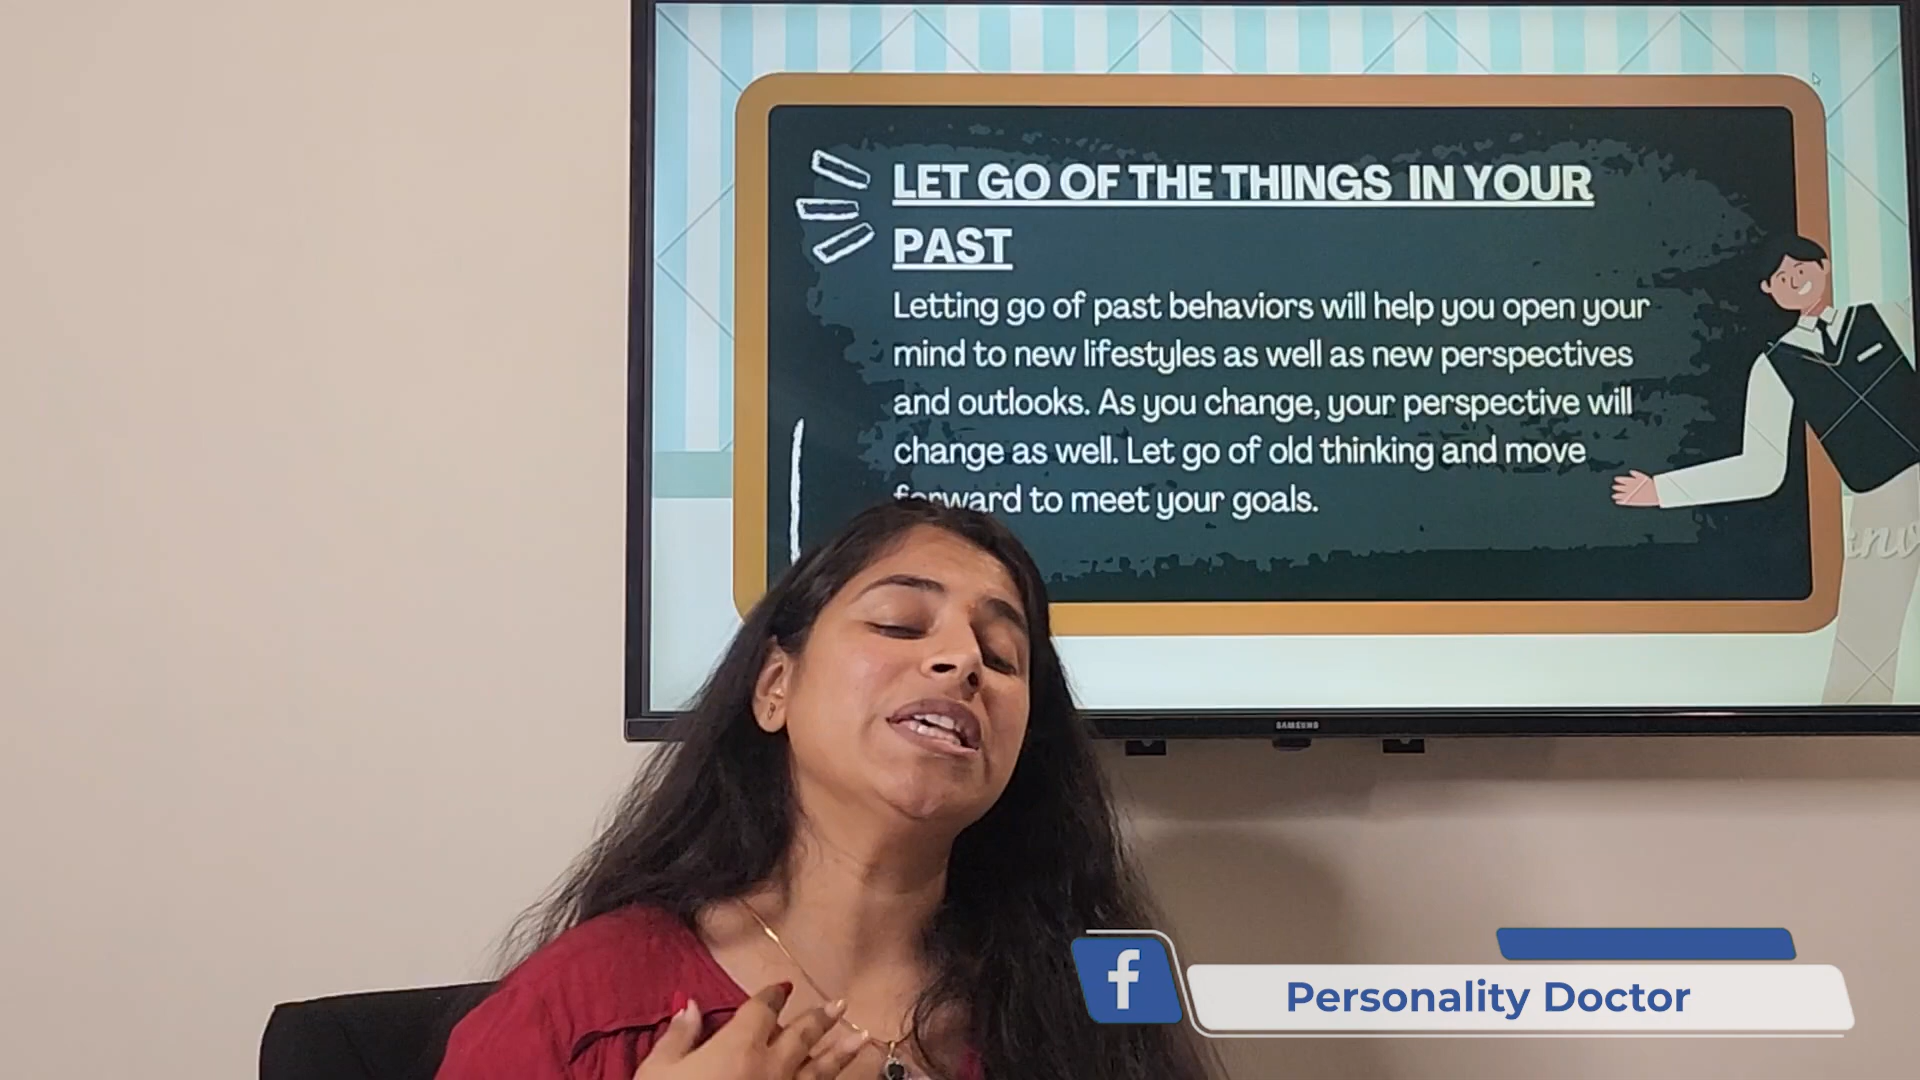 LET GO OF THE THINGS IN YOUR
PAST
Letting go of past behaviors will help you open your
mind to new lifestyles as well as new perspectives
and outlooks. As you change, your perspective will
change as well. Let go of old thinking and move
forward to meet your goals.
SAMSUNG
f
Personality Doctor